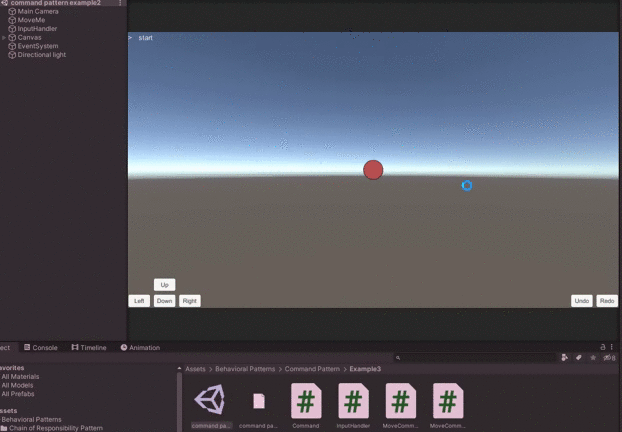 command pattern example2
Main Camera
MoveMe
InputHandler
Canvas
EventSystem
Directional light
> start
Up
Left Down Right
Undo Redo
ect Console Timeline Animation
avorites
All Materials
All Models
All Prefabs
ssets
Behavioral Patterns
Chain of Responsibility Pattern
Assets > Behavioral Patterns > Command Pattern > Example3
command pa... command pa... Command InputHandler MoveComm... MoveComm...